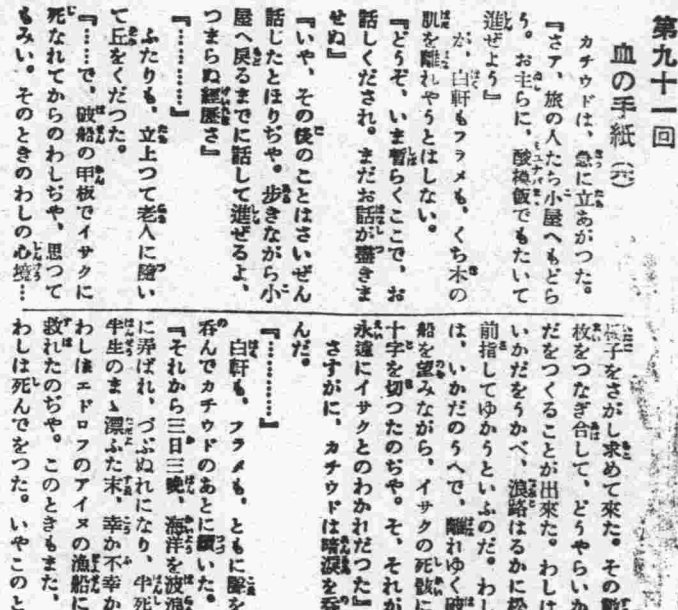 第九十一回
血の手紙(六)
カチウドは、急に立あがつた。
『さア、旅の人たち小屋へもどら
う。お主らに、酸模飯でもたいて
進ぜよう』
が、白軒もフラメも、くち木の
肌を離れやうとはしない。
『どうぞ、いま暫らくここで、お
話しくだされ。まだお話が盡きま
せぬ』
『いや、その後のことはさいぜん
話じたとほりぢや。歩きながら小
屋へ戻るまでに話して進ぜるよ、
つまらぬ經歴さ』
『…………』
ふたりも、立上つて老人に隨い
て丘をくだつた。
『……で、破船の甲板でイサクに
死なれてからのわしぢや、思つて
もみい。そのときのわしの心境…
子をさがし求めて來た。その
枚をつなぎ合して、どうやらいか
だをつくることが出來た。わしは
いかだをうかべ、浪路はるかに松
前指してゆかうといふのだ。わ
は、いかだのうへで、離れゆく破
船を望みながら、イサクの死骸に
十字を切つたのぢや。そ、それが
永遠にイサクとのわかれだつた』
さすがに、カチウドは暗涙を呑
んだ。
『…………』
白軒も、フラメも、ともに聲を
呑んでカチウドのあとに續いた。
『それから三日三晩、海洋を波浪
に弄ばれ、づぶぬれになり、半死
半生のまゝ漂ふた末、幸か不幸か
わしはエドロフのアイヌの漁船に
救れたのぢや。このときもまた、
わしは死んでをつた。いやこのと